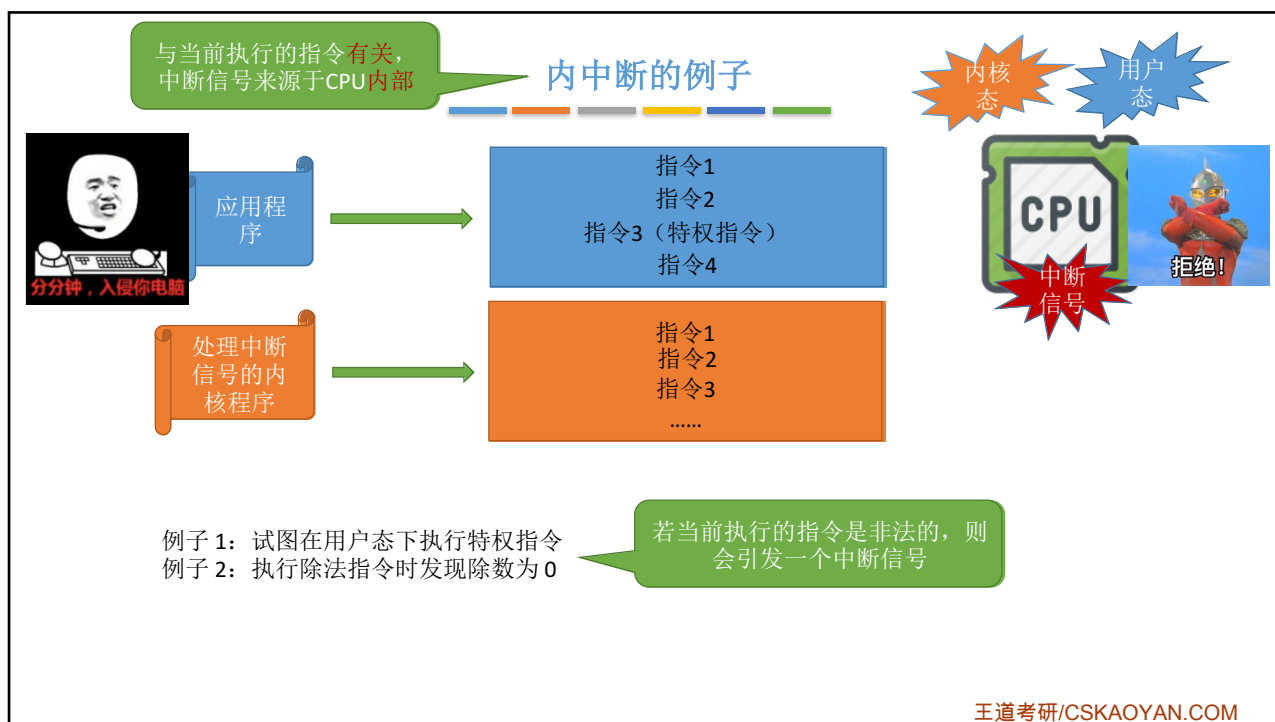 与当前执行的指令有关，
中断信号来源于CPU内部
内中断的例子
内核
态
用户
态
应用程
序
分分钟，入侵你电脑
指令1
指令2
指令3（特权指令）
指令4
CPU
拒绝！
中断
信号
处理中断
信号的内
核程序
指令1
指令2
指令3
……
例子 1：试图在用户态下执行特权指令
例子 2：执行除法指令时发现除数为 0
若当前执行的指令是非法的，则
会引发一个中断信号
王道考研/CSKAOYAN.COM